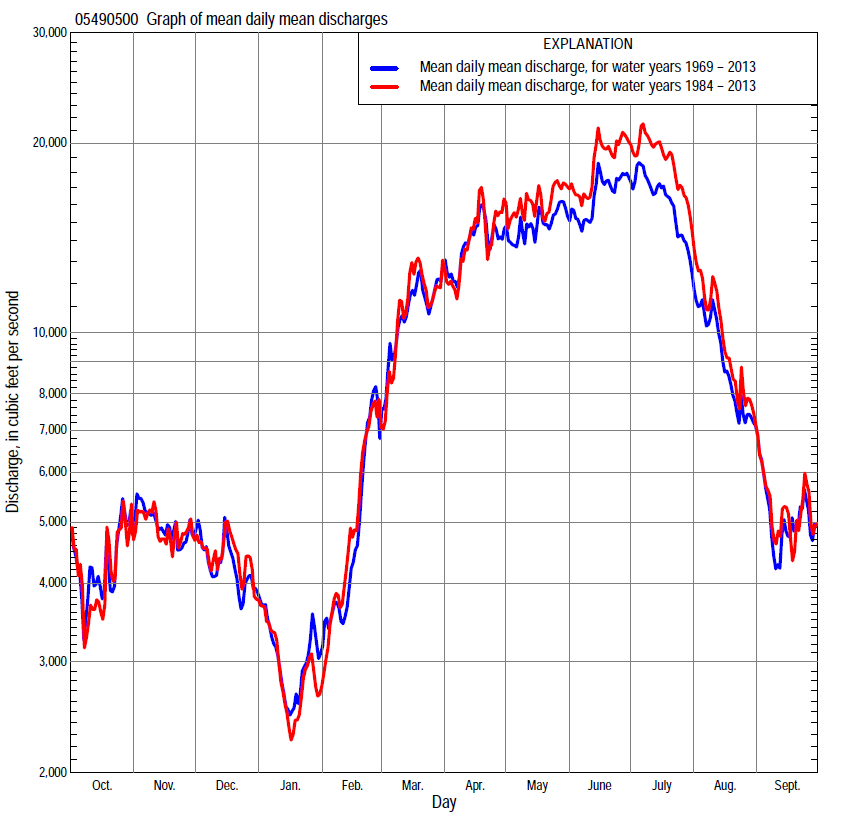 05490500 Graph of mean daily mean discharges
EXPLANATION
Mean daily mean discharge, for water years 1969 – 2013
Mean daily mean discharge, for water years 1984 – 2013
30,000
20,000
10,000
8,000
7,000
6,000
5,000
4,000
3,000
2,000
Discharge, in cubic feet per second
Oct. Nov. Dec. Jan. Feb. Mar. Apr. May June July Aug. Sept.
Day